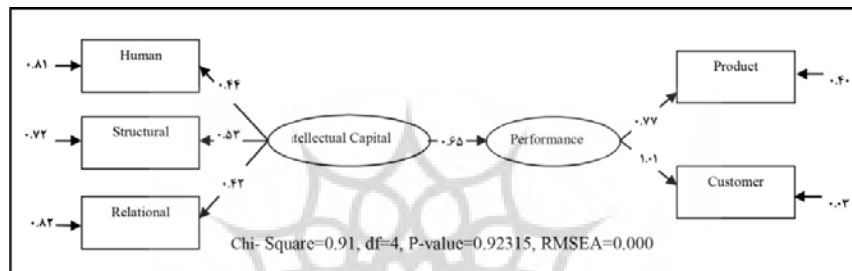 Human
۰.۸۱
۰.۴۴
Product
۰.۴۰
۰.۷۷
Structural
۰.۷۲
۰.۵۳
tellectual Capital
۰.۶۵
Performance
۱.۰۱
Customer
۰.۰۳
۰.۴۲
Relational
۰.۸۲
Chi- Square=0.91, df=4, P-value=0.92315, RMSEA=0.000